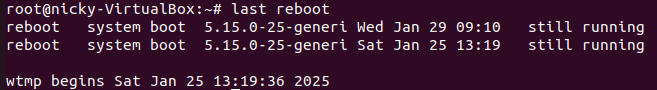 root@nicky-VirtualBox:~# last reboot
reboot   system boot  5.15.0-25-generi Wed Jan 29 09:10   still running
reboot   system boot  5.15.0-25-generi Sat Jan 25 13:19   still running

wtmp begins Sat Jan 25 13:19:36 2025